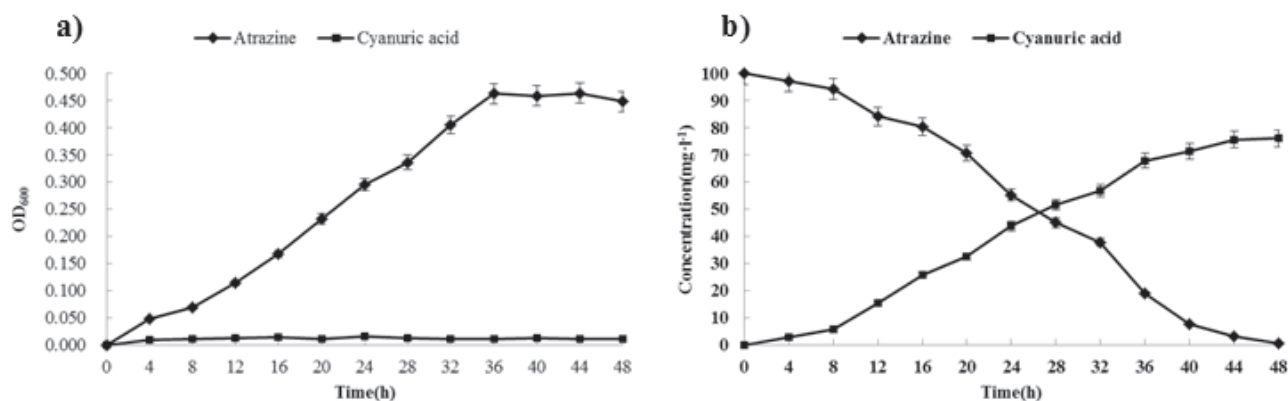 a)
Atrazine Cyanuric acid
0.500
0.450
0.400
0.350
0.300
0.250
0.200
0.150
0.100
0.050
0.000
OD600
0 4 8 12 16 20 24 28 32 36 40 44 48
Time(h)
b)
Atrazine Cyanuric acid
100
90
80
70
60
50
40
30
20
10
0
Concentration(mg·l-1)
0 4 8 12 16 20 24 28 32 36 40 44 48
Time(h)